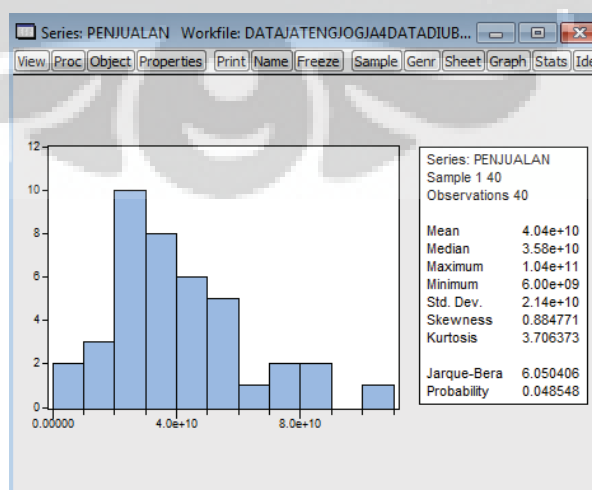 Series: PENJUALAN Workfile: DATAJATENGJOGJA4DATADIUB...
View Proc Object Properties Print Name Freeze Sample Genr Sheet Graph Stats Ide
12
10
8
6
4
2
0
0.00000 4.0e+10 8.0e+10
Series: PENJUALAN
Sample 1 40
Observations 40
Mean 4.04e+10
Median 3.58e+10
Maximum 1.04e+11
Minimum 6.00e+09
Std. Dev. 2.14e+10
Skewness 0.884771
Kurtosis 3.706373
Jarque-Bera 6.050406
Probability 0.048548